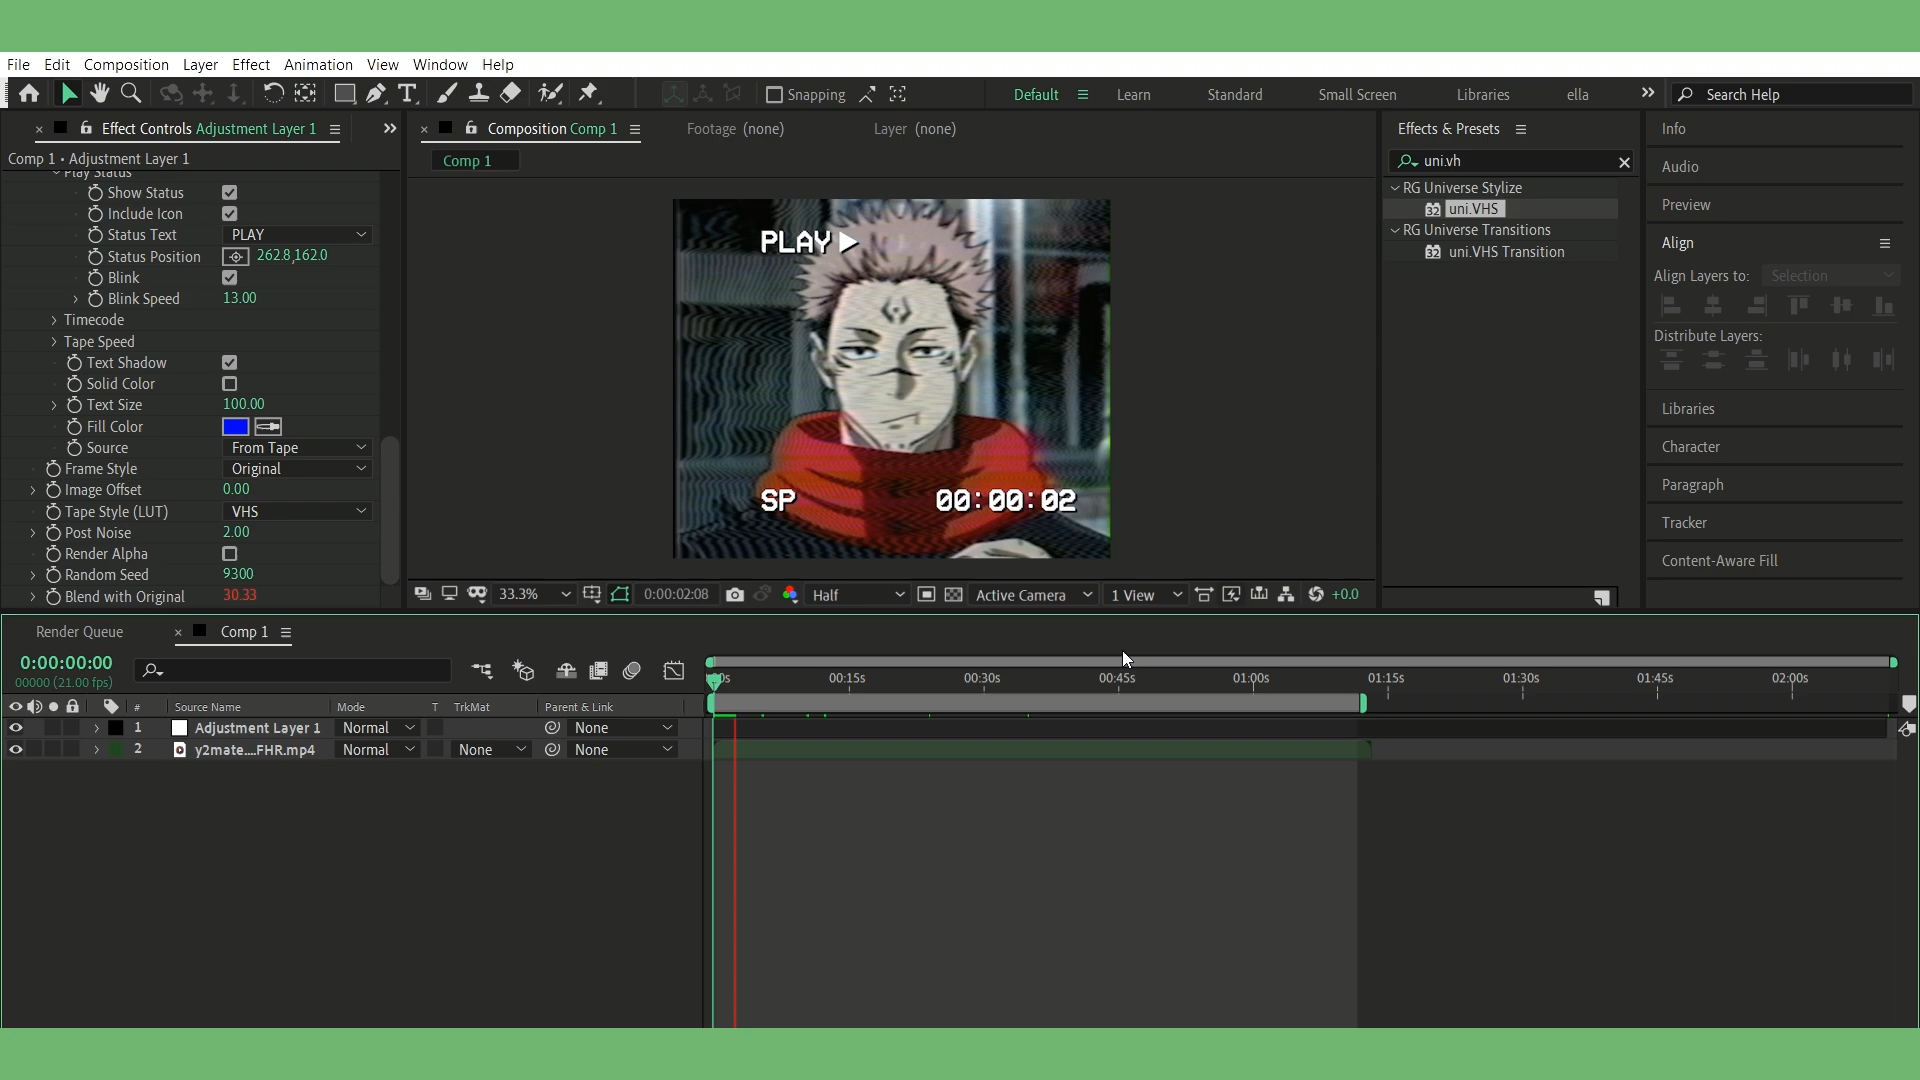 File Edit Composition Layer Effect Animation View Window Help
Snapping Default Learn Standard Small Screen Libraries ella Search Help
Effect Controls Adjustment Layer 1
Comp 1 • Adjustment Layer 1
Play Status
Show Status
Include Icon
Status Text PLAY
Status Position 262.8,162.0
Blink
Blink Speed 13.00
Timecode
Tape Speed
Text Shadow
Solid Color
Text Size 100.00
Fill Color
Source From Tape
Frame Style Original
Image Offset 0.00
Tape Style (LUT) VHS
Post Noise 2.00
Render Alpha
Random Seed 9300
Blend with Original 30.33
Composition Comp 1 Footage (none) Layer (none)
Comp 1
PLAY
SP 00:00:02
33.3% 0:00:02:08 Half Active Camera 1 View +0.0
Effects & Presets
uni.vh
RG Universe Stylize
32 uni.VHS
RG Universe Transitions
32 uni.VHS Transition
Info
Audio
Preview
Align
Align Layers to: Selection
Distribute Layers:
Libraries
Character
Paragraph
Tracker
Content-Aware Fill
Render Queue Comp 1
0:00:00:00
00000 (21.00 fps)
00:15s 00:30s 00:45s 01:00s 01:15s 01:30s 01:45s 02:00s
# Source Name Mode T TrkMat Parent & Link
1 Adjustment Layer 1 Normal None
2 y2mate....FHR.mp4 Normal None None